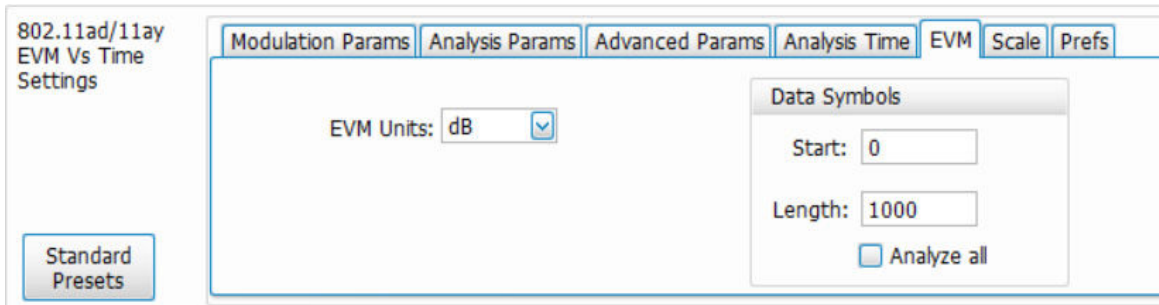 802.11ad/11ay
EVM Vs Time
Settings
Modulation Params Analysis Params Advanced Params Analysis Time EVM Scale Prefs
EVM Units: dB
Data Symbols
Start: 0
Length: 1000
Analyze all
Standard
Presets